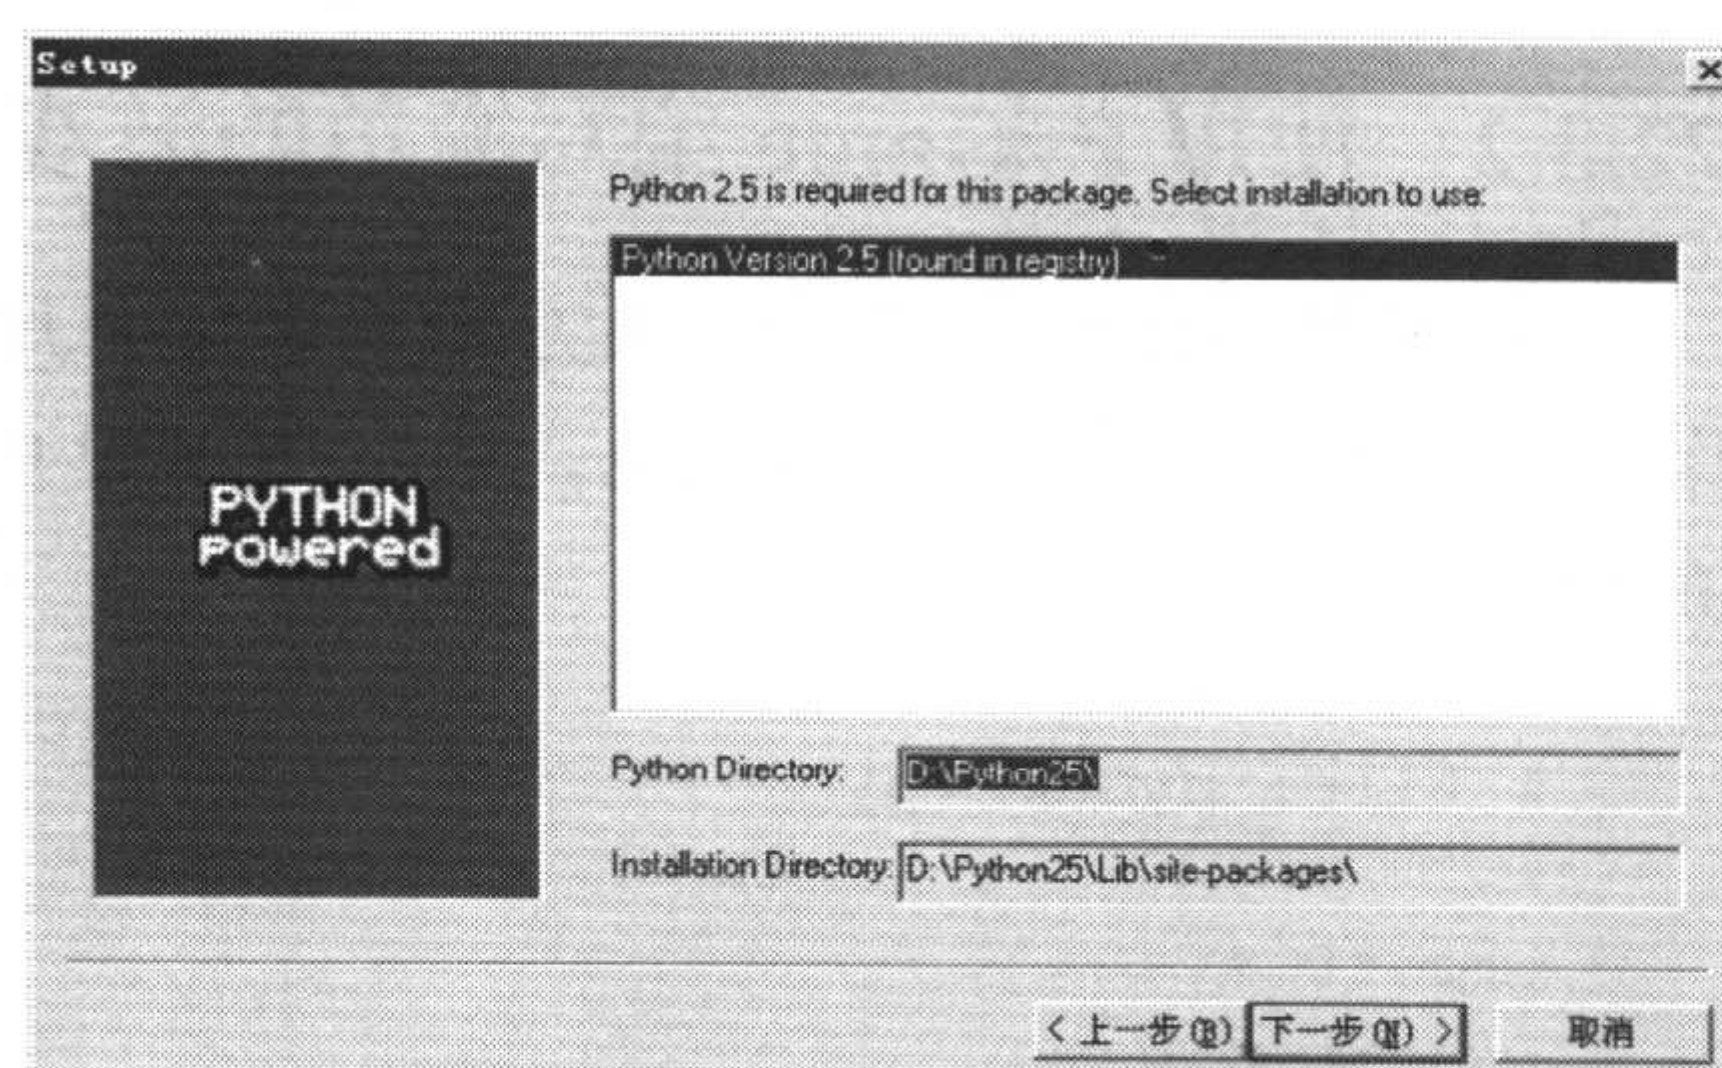 Setup
Python 2.5 is required for this package. Select installation to use:
Python Version 2.5 (found in registry)
PYTHON
powered
Python Directory: D:\Python25\
Installation Directory: D:\Python25\Lib\site-packages\
< 上一步(B) 下一步(N) > 取消